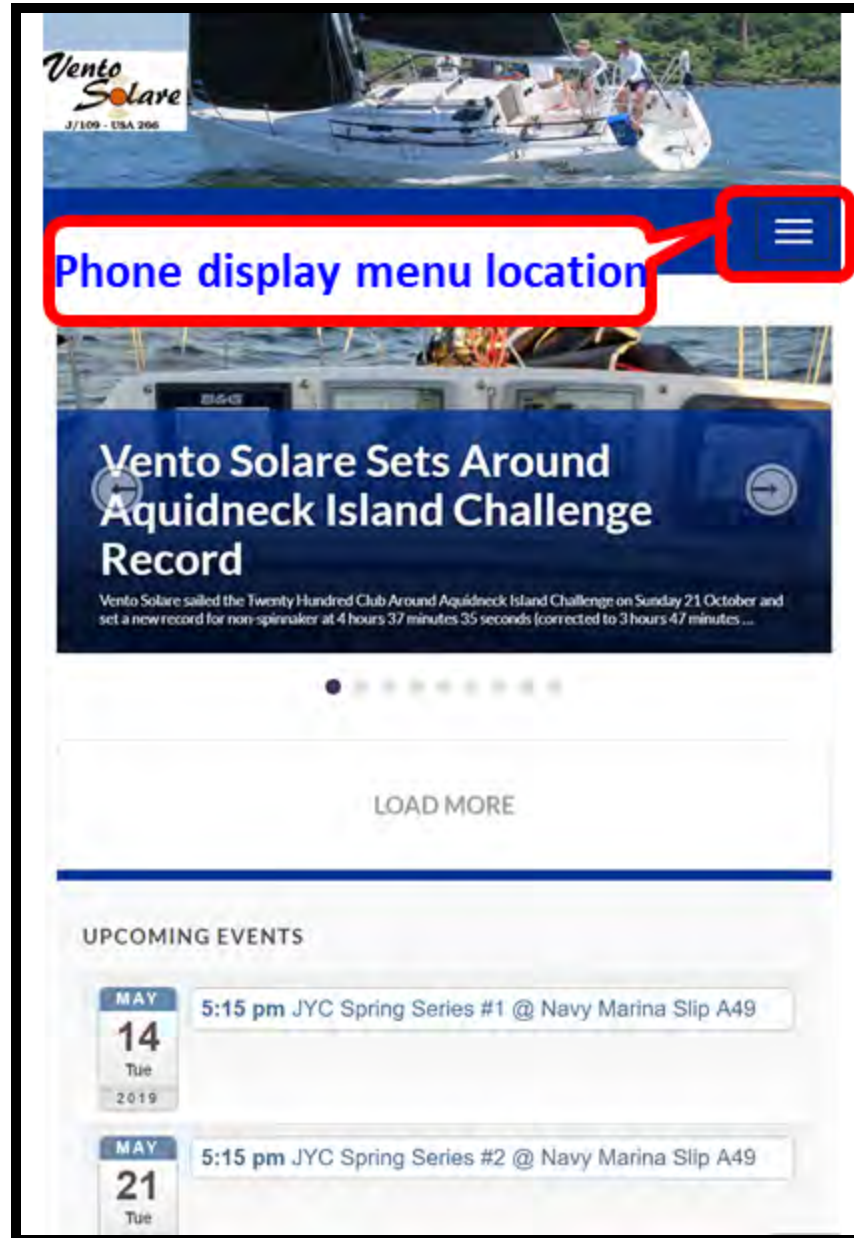 Vento
Solare
J/109 - USA 266
Phone display menu location
B&G
Vento Solare Sets Around
Aquidneck Island Challenge
Record
Vento Solare sailed the Twenty Hundred Club Around Aquidneck Island Challenge on Sunday 21 October and
set a new record for non-spinnaker at 4 hours 37 minutes 35 seconds (corrected to 3 hours 47 minutes ...
LOAD MORE
UPCOMING EVENTS
MAY
14
Tue
2019
5:15 pm JYC Spring Series #1 @ Navy Marina Slip A49
MAY
21
Tue
5:15 pm JYC Spring Series #2 @ Navy Marina Slip A49